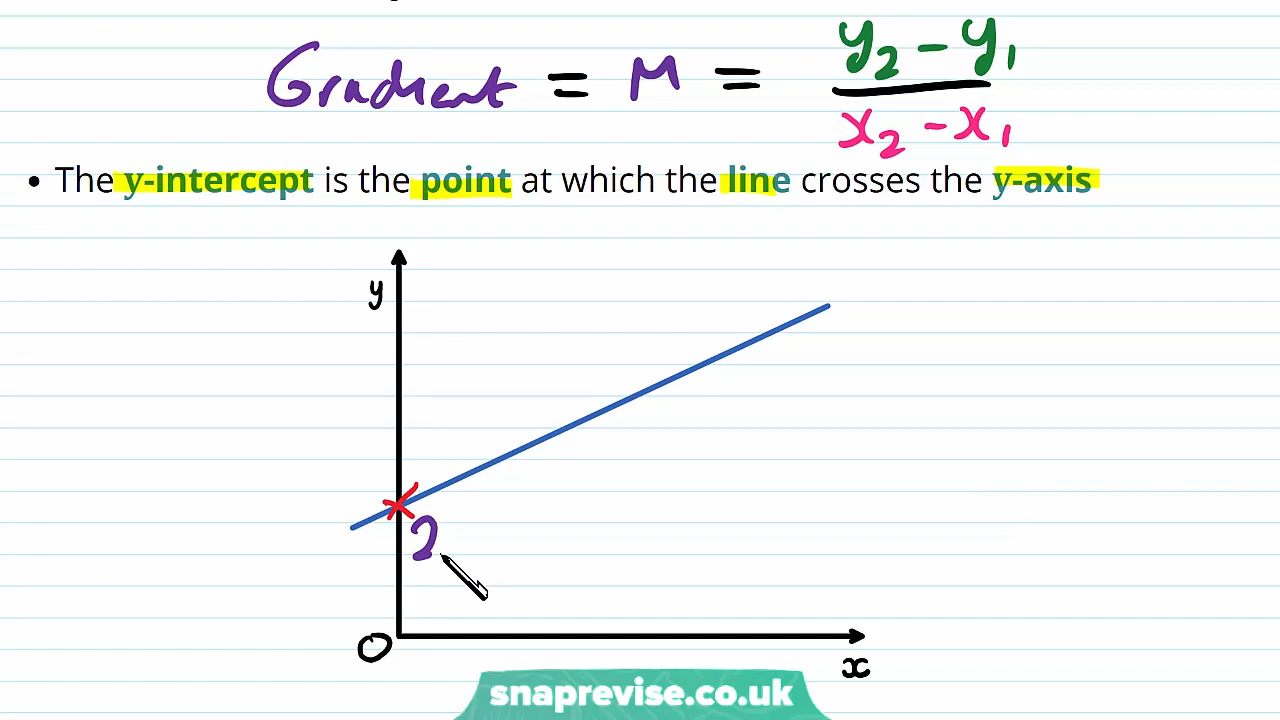 Gradient = M = y₂ - y₁
x₂ - x₁
• The y-intercept is the point at which the line crosses the y-axis
y
2
O
x
snaprevise.co.uk